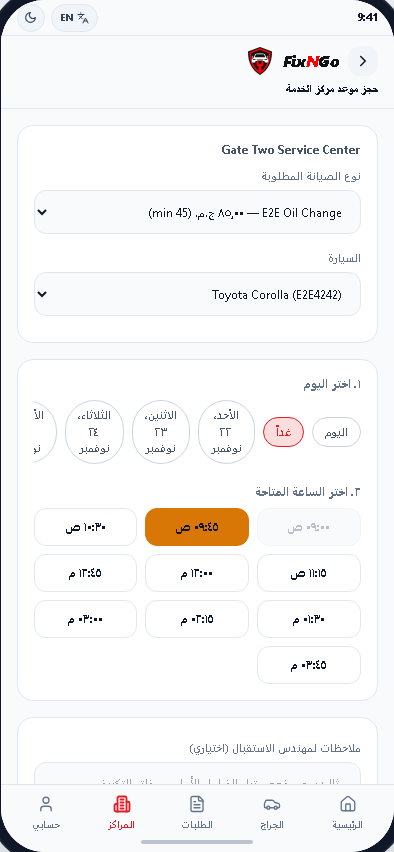 9:41
EN
FixNGo
حجز موعد مركز الخدمة
Gate Two Service Center
نوع الصيانة المطلوبة
E2E Oil Change — ٨٥٫٠٠ ج.م. (45 min)
السيارة
Toyota Corolla (E2E4242)
١. اختر اليوم
اليوم
غداً
الأحد، ٢٢ نوفمبر
الاثنين، ٢٣ نوفمبر
الثلاثاء، ٢٤ نوفمبر
٢. اختر الساعة المتاحة
٠٩:٠٠ ص
٠٩:٤٥ ص
١٠:٣٠ ص
١١:١٥ ص
١٢:٠٠ م
١٢:٤٥ م
٠١:٣٠ م
٠٢:١٥ م
٠٣:٠٠ م
٠٣:٤٥ م
ملاحظات لمهندس الاستقبال (اختياري)
الرئيسية
الجراج
الطلبات
المراكز
حسابي